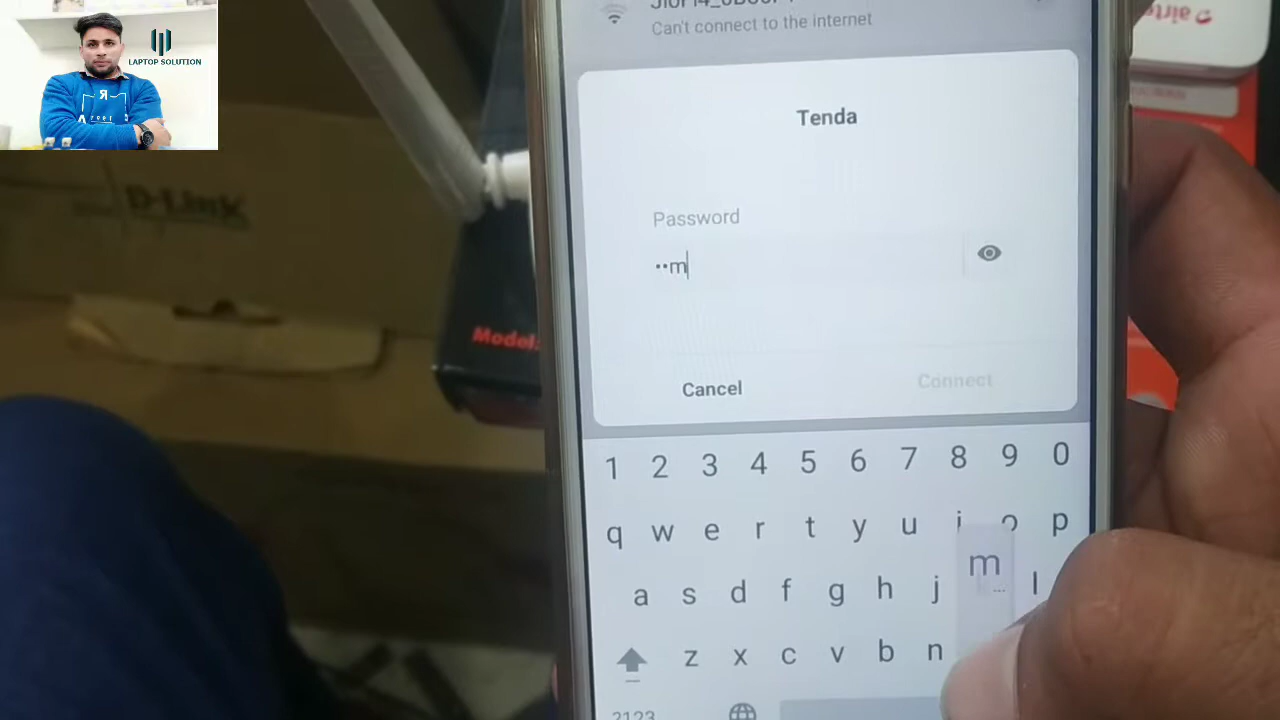 LAPTOP SOLUTION
Can't connect to the internet
airtel
Tenda
Password
••m
Cancel
Connect
D-Link
Model:
1 2 3 4 5 6 7 8 9 0
q w e r t y u i o p
m
a s d f g h j l
z x c v b n